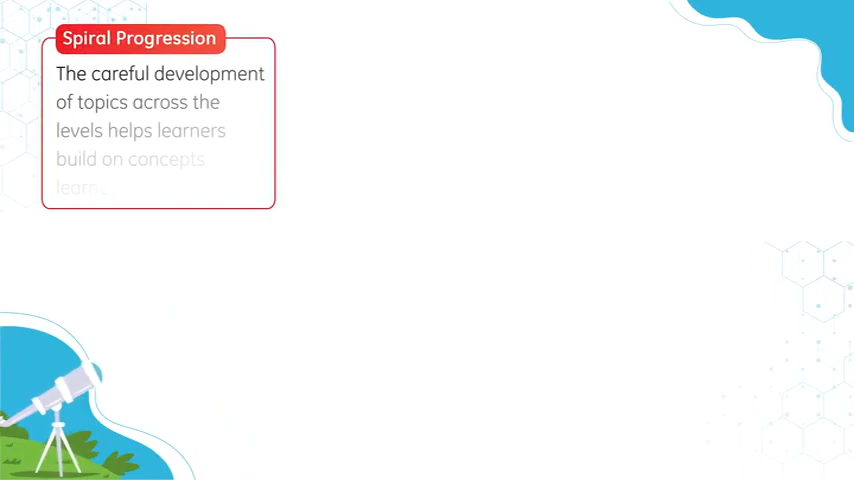 Spiral Progression
The careful development
of topics across the
levels helps learners
build on concepts